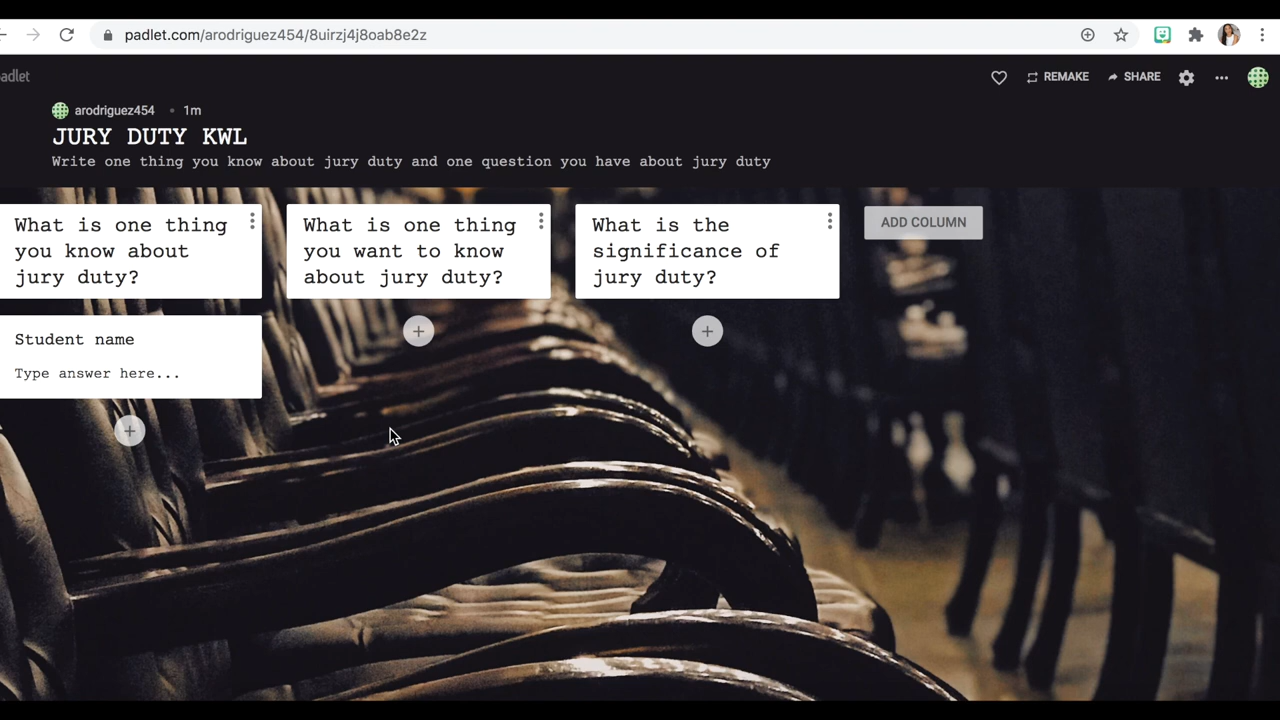 padlet.com/arodriguez454/8uirzj4j8oab8e2z
adlet
REMAKE
SHARE
arodriguez454 • 1m
JURY DUTY KWL
Write one thing you know about jury duty and one question you have about jury duty
What is one thing
you know about
jury duty?
Student name
Type answer here...
What is one thing
you want to know
about jury duty?
What is the
significance of
jury duty?
ADD COLUMN